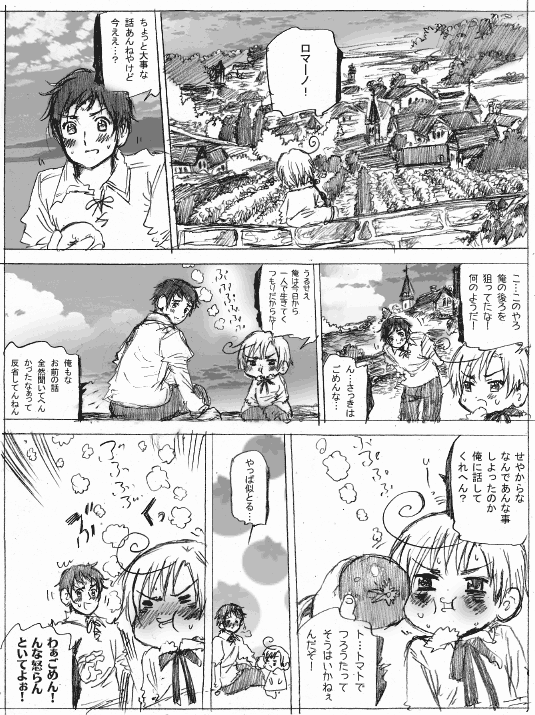 ロマーノ！
ちょっと大事な
話あんねやけど
今ええ…？
こ…このやろ
俺の後ろを
狙ってたな！
何のようだー
ん…さっきは
ごめんな…
うるせえ
俺は今日から
一人で生きてく
つもりだからな
ぷんぷん
俺もな
お前の話
全然聞いてへん
かったなあって
反省してんねん
せやからな
なんであんな事
しよったのか
俺に話して
くれへん？
ト…トマトで
つろうたって
そうはいかねぇ
んだぞ！
やっぱ似とる…
わぁごめん！
んな怒らん
といてよぉ！